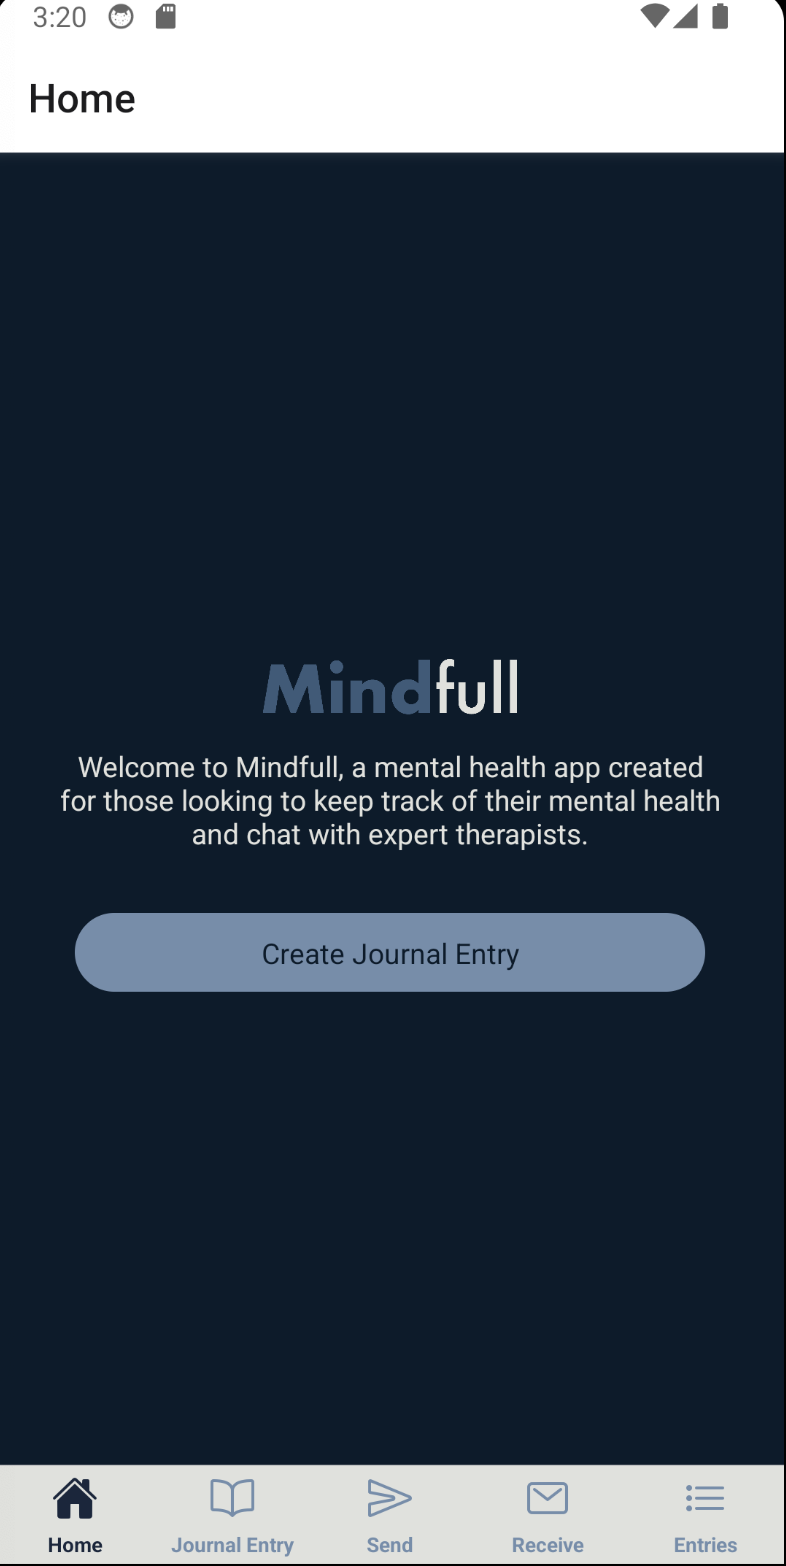 3:20
Home
Mindfull
Welcome to Mindfull, a mental health app created
for those looking to keep track of their mental health
and chat with expert therapists.
Create Journal Entry
Home Journal Entry Send Receive Entries